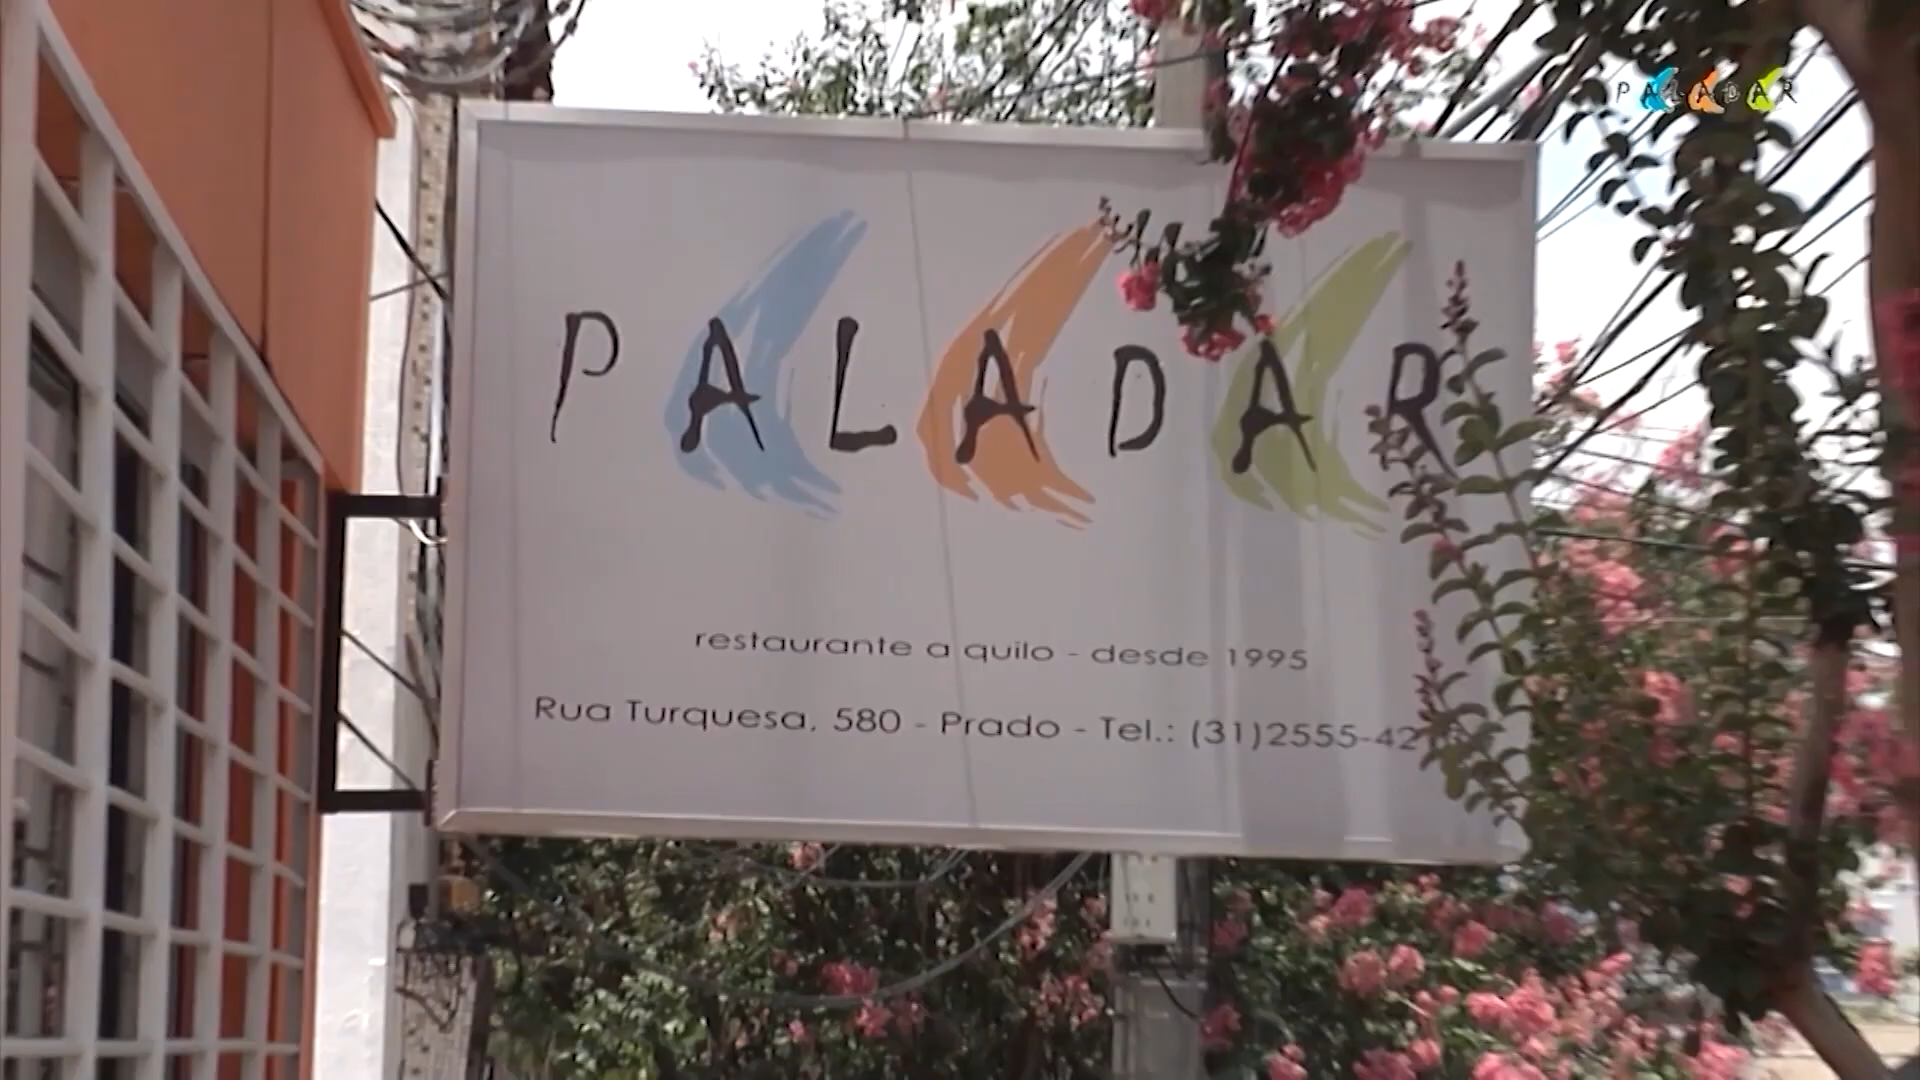 PALADAR
PALADAR
restaurante a quilo - desde 1995
Rua Turquesa, 580 - Prado - Tel.: (31)2555-42